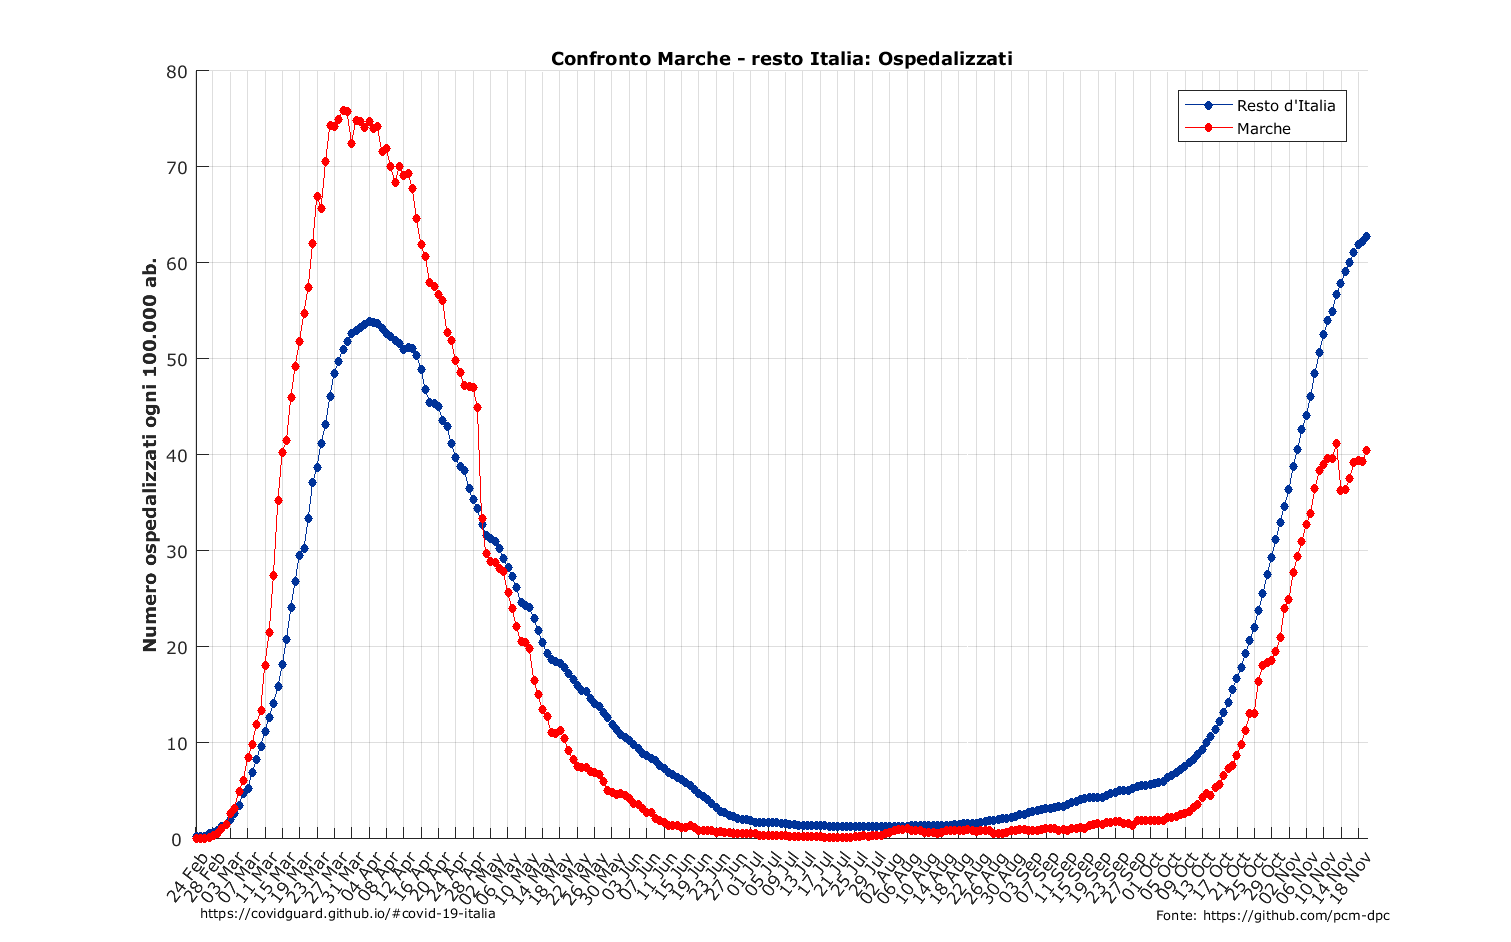 Confronto Marche - resto Italia: Ospedalizzati
Resto d'Italia
Marche
Numero ospedalizzati ogni 100.000 ab.
80
70
60
50
40
30
20
10
0
24 Feb
28 Feb
03 Mar
07 Mar
11 Mar
15 Mar
19 Mar
23 Mar
27 Mar
31 Mar
04 Apr
08 Apr
12 Apr
16 Apr
20 Apr
24 Apr
28 Apr
02 May
06 May
10 May
14 May
18 May
22 May
26 May
30 May
03 Jun
07 Jun
11 Jun
15 Jun
19 Jun
23 Jun
27 Jun
01 Jul
05 Jul
09 Jul
13 Jul
17 Jul
21 Jul
25 Jul
29 Jul
02 Aug
06 Aug
10 Aug
14 Aug
18 Aug
22 Aug
26 Aug
30 Aug
03 Sep
07 Sep
11 Sep
15 Sep
19 Sep
23 Sep
27 Sep
01 Oct
05 Oct
09 Oct
13 Oct
17 Oct
21 Oct
25 Oct
29 Oct
02 Nov
06 Nov
10 Nov
14 Nov
18 Nov
https://covidguard.github.io/#covid-19-italia
Fonte: https://github.com/pcm-dpc